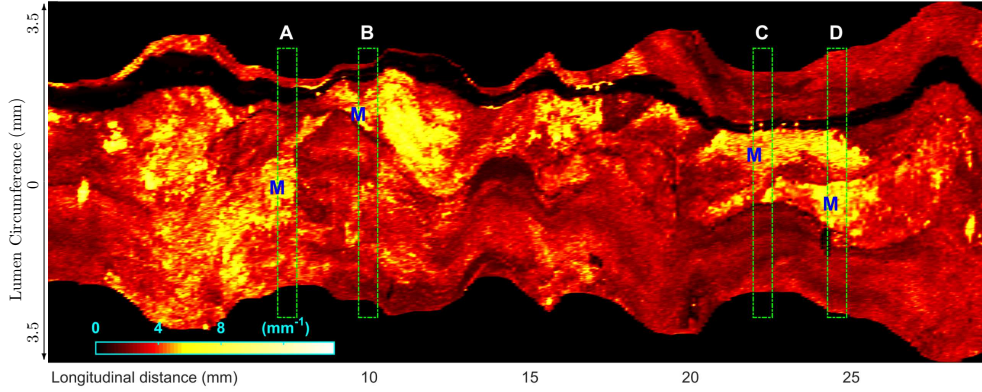 3.5
A B C D
M
M
M
0
M
Lumen Circumference (mm)
0 4 8 (mm⁻¹)
3.5
Longitudinal distance (mm) 10 15 20 25